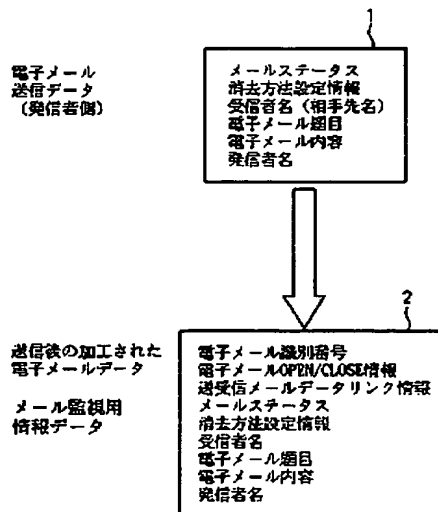 1
電子メール
送信データ
(発信者側)
メールステータス
消去方法設定情報
受信者名(相手先名)
電子メール題目
電子メール内容
発信者名
2
送信後の加工された
電子メールデータ
メール監視用
情報データ
電子メール識別番号
電子メールOPEN/CLOSE情報
送受信メールデータリンク情報
メールステータス
消去方法設定情報
受信者名
電子メール題目
電子メール内容
発信者名